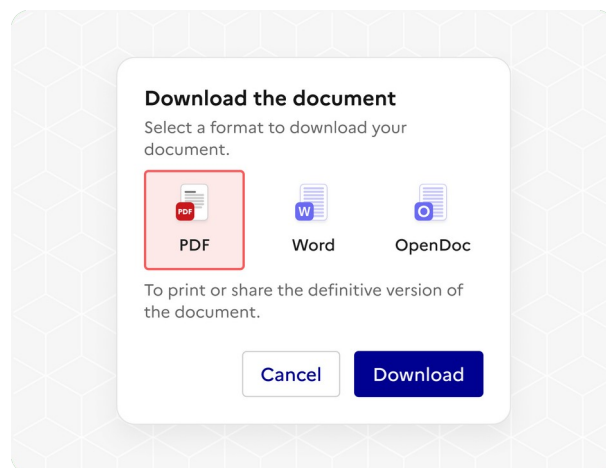 Download the document
Select a format to download your
document.
PDF
W
O
PDF
Word
OpenDoc
To print or share the definitive version of
the document.
Cancel
Download